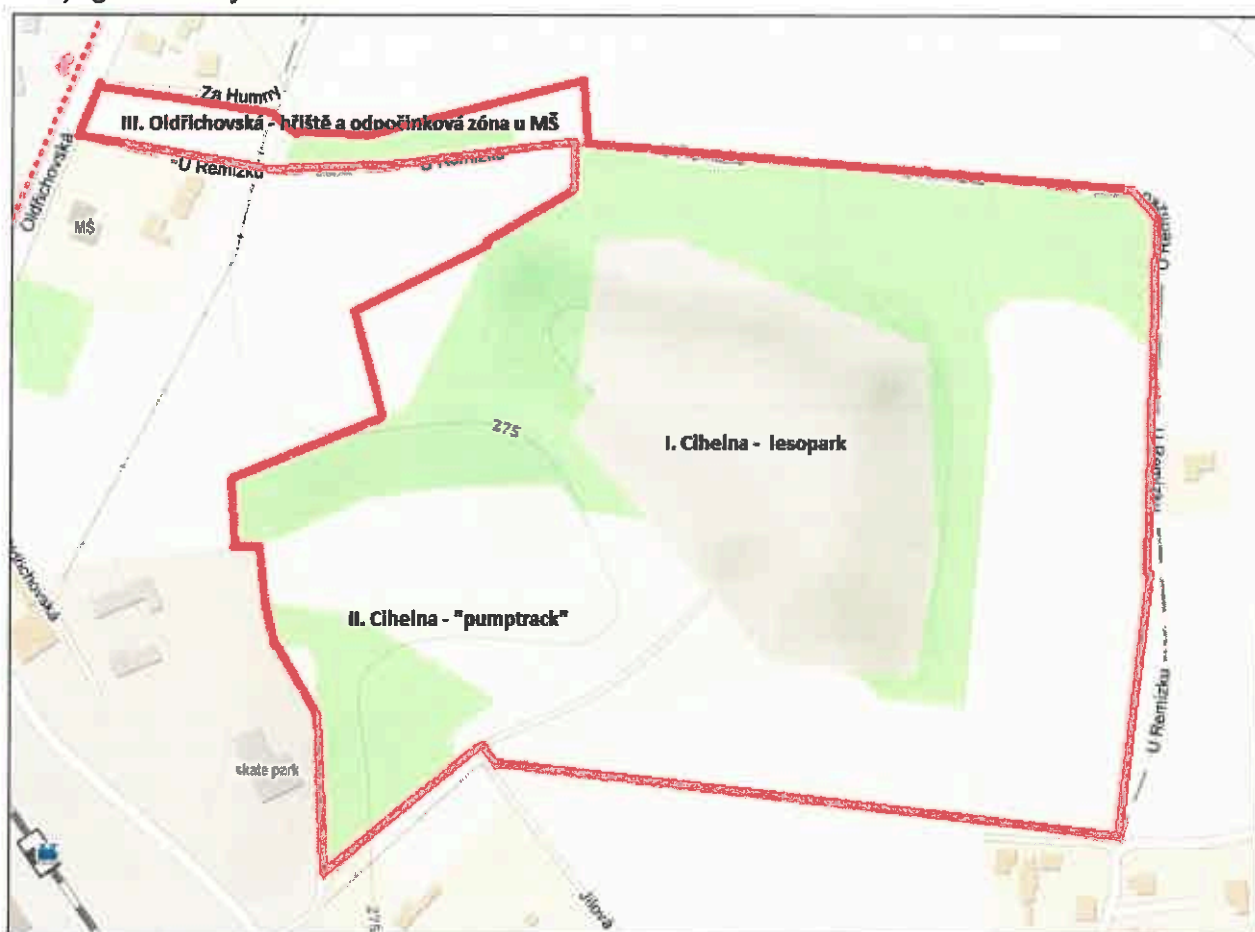 Za Humny
III. Oldřichovská - hřiště a odpočinková zóna u MŠ
U Remízku
U Remízku
Oldřichovská
MŠ
275
I. Cihelna - lesopark
U Remízku
II. Cihelna - "pumptrack"
U Remízku
skate park
Jílová
275